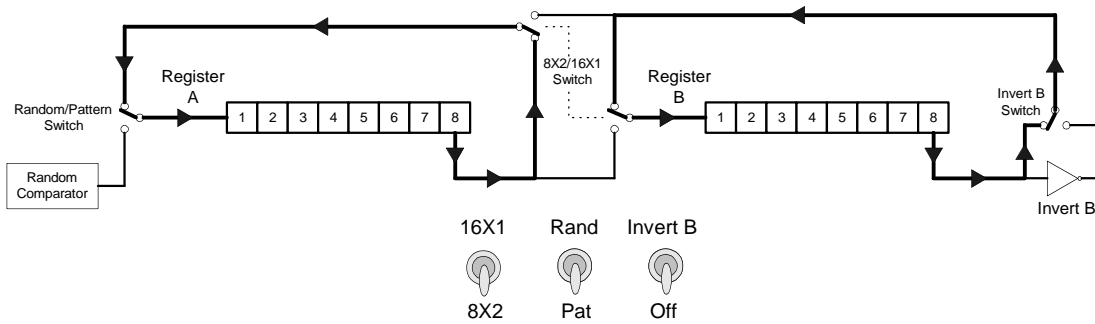 Register
A
8X2/16X1
Switch
Register
B
Random/Pattern
Switch
Invert B
Switch
1 2 3 4 5 6 7 8
1 2 3 4 5 6 7 8
Random
Comparator
Invert B
16X1 Rand Invert B
8X2 Pat Off